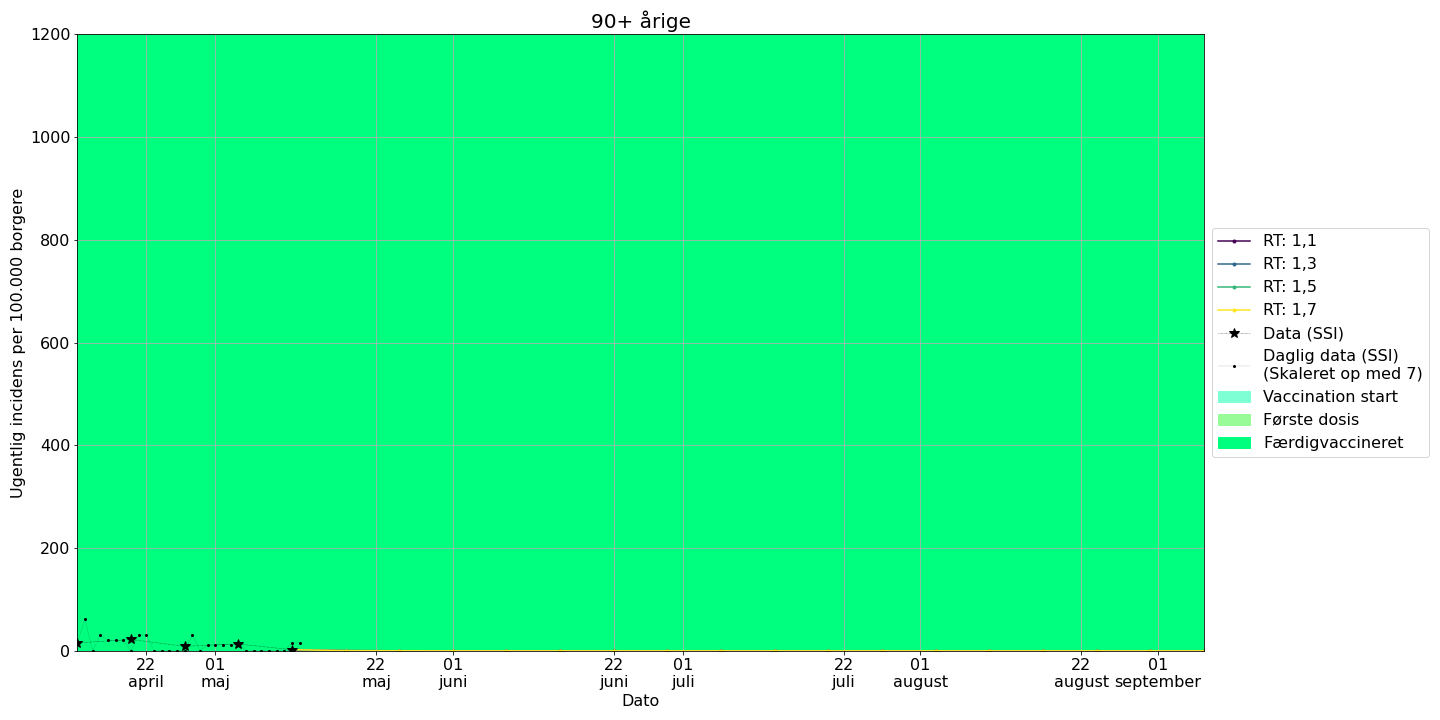 90+ årige
Ugentlig incidens per 100.000 borgere
1200
1000
800
600
400
200
0
22 01 22 01 22 01 22 01 22 01
april maj maj juni juni juli juli august august september
Dato
RT: 1,1
RT: 1,3
RT: 1,5
RT: 1,7
Data (SSI)
Daglig data (SSI)
(Skaleret op med 7)
Vaccination start
Første dosis
Færdigvaccineret